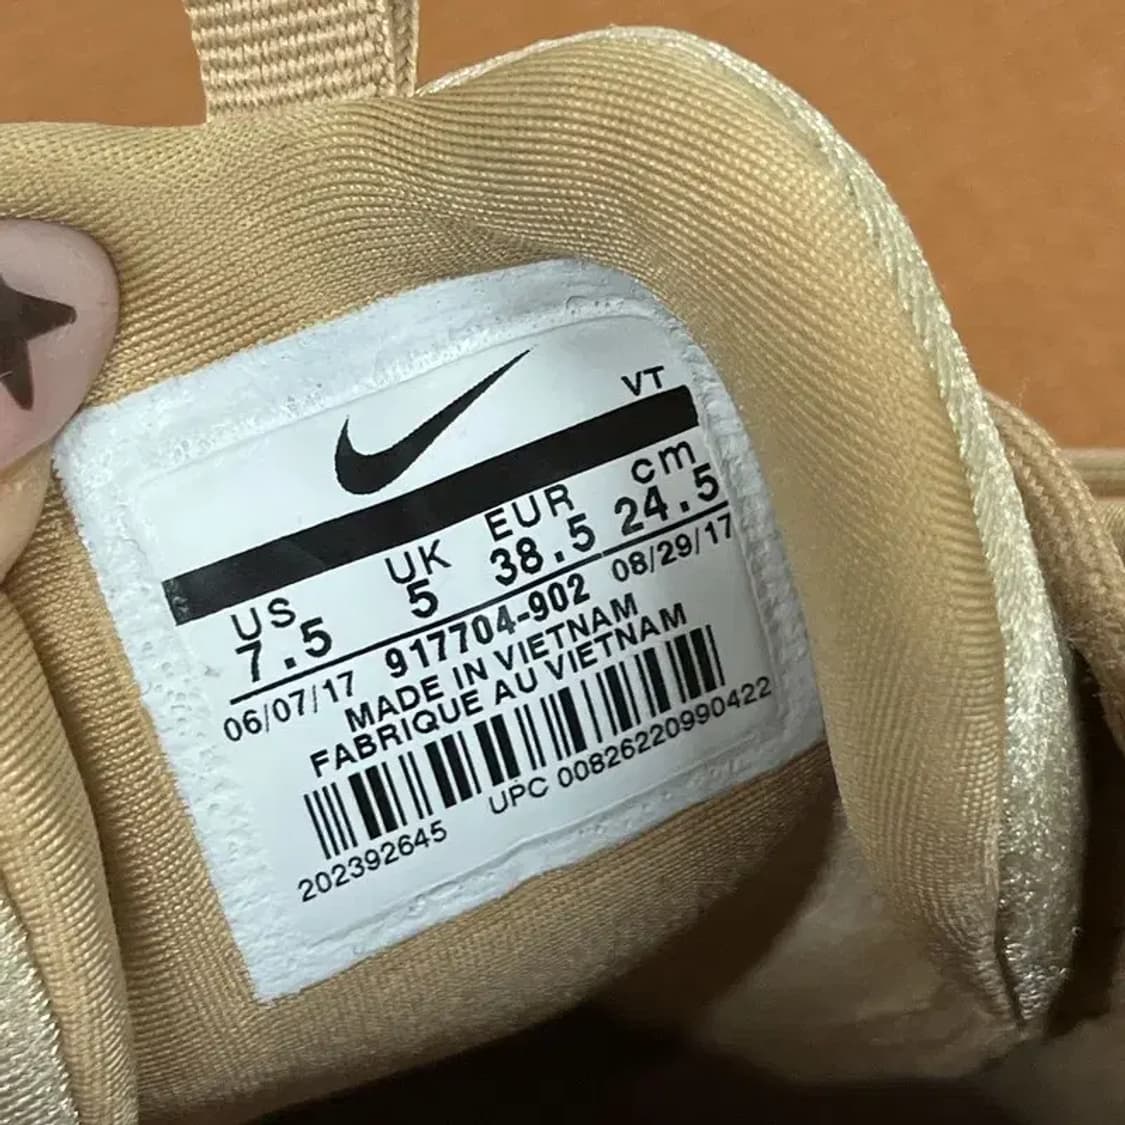 VT
US UK EUR cm
7.5 5 38.5 24.5
06/07/17 917704-902 08/29/17
MADE IN VIETNAM
FABRIQUE AU VIETNAM
202392645 UPC 00826220990422